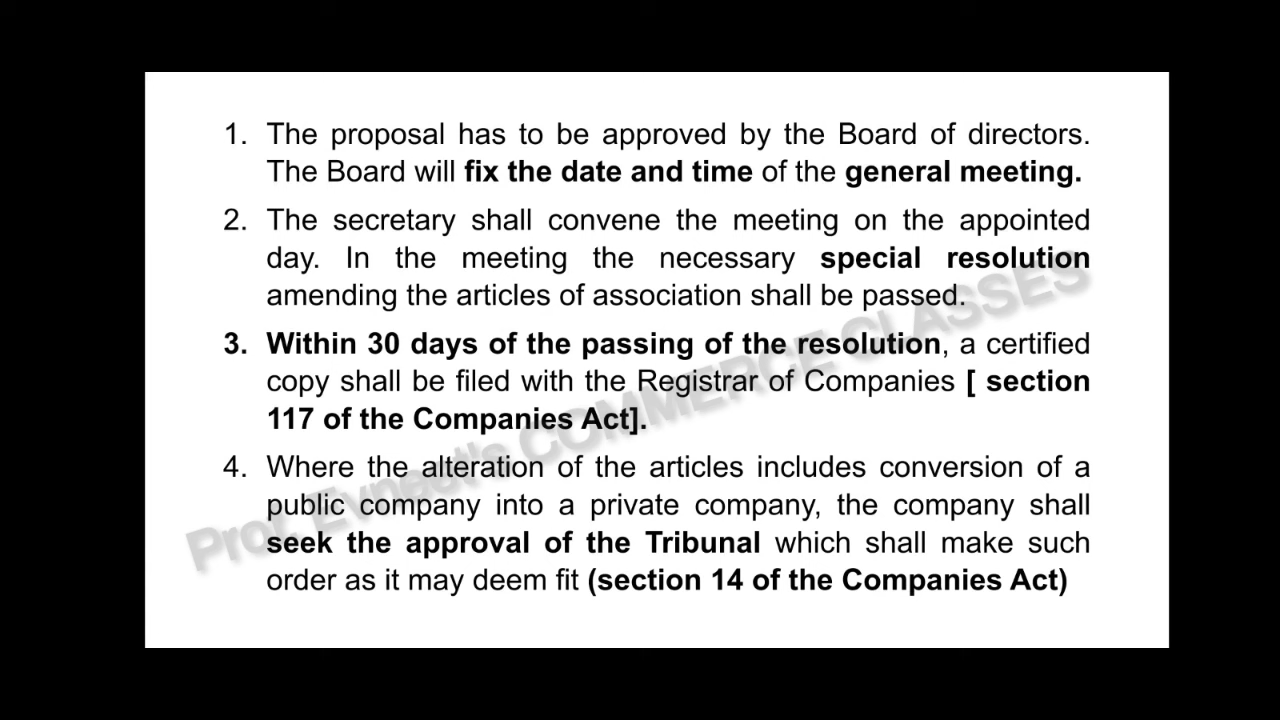 1. The proposal has to be approved by the Board of directors.
The Board will fix the date and time of the general meeting.
2. The secretary shall convene the meeting on the appointed
day. In the meeting the necessary special resolution
amending the articles of association shall be passed.
3. Within 30 days of the passing of the resolution, a certified
copy shall be filed with the Registrar of Companies [ section
117 of the Companies Act].
4. Where the alteration of the articles includes conversion of a
public company into a private company, the company shall
seek the approval of the Tribunal which shall make such
order as it may deem fit (section 14 of the Companies Act)
Prof. Evneet's COMMERCE CLASSES